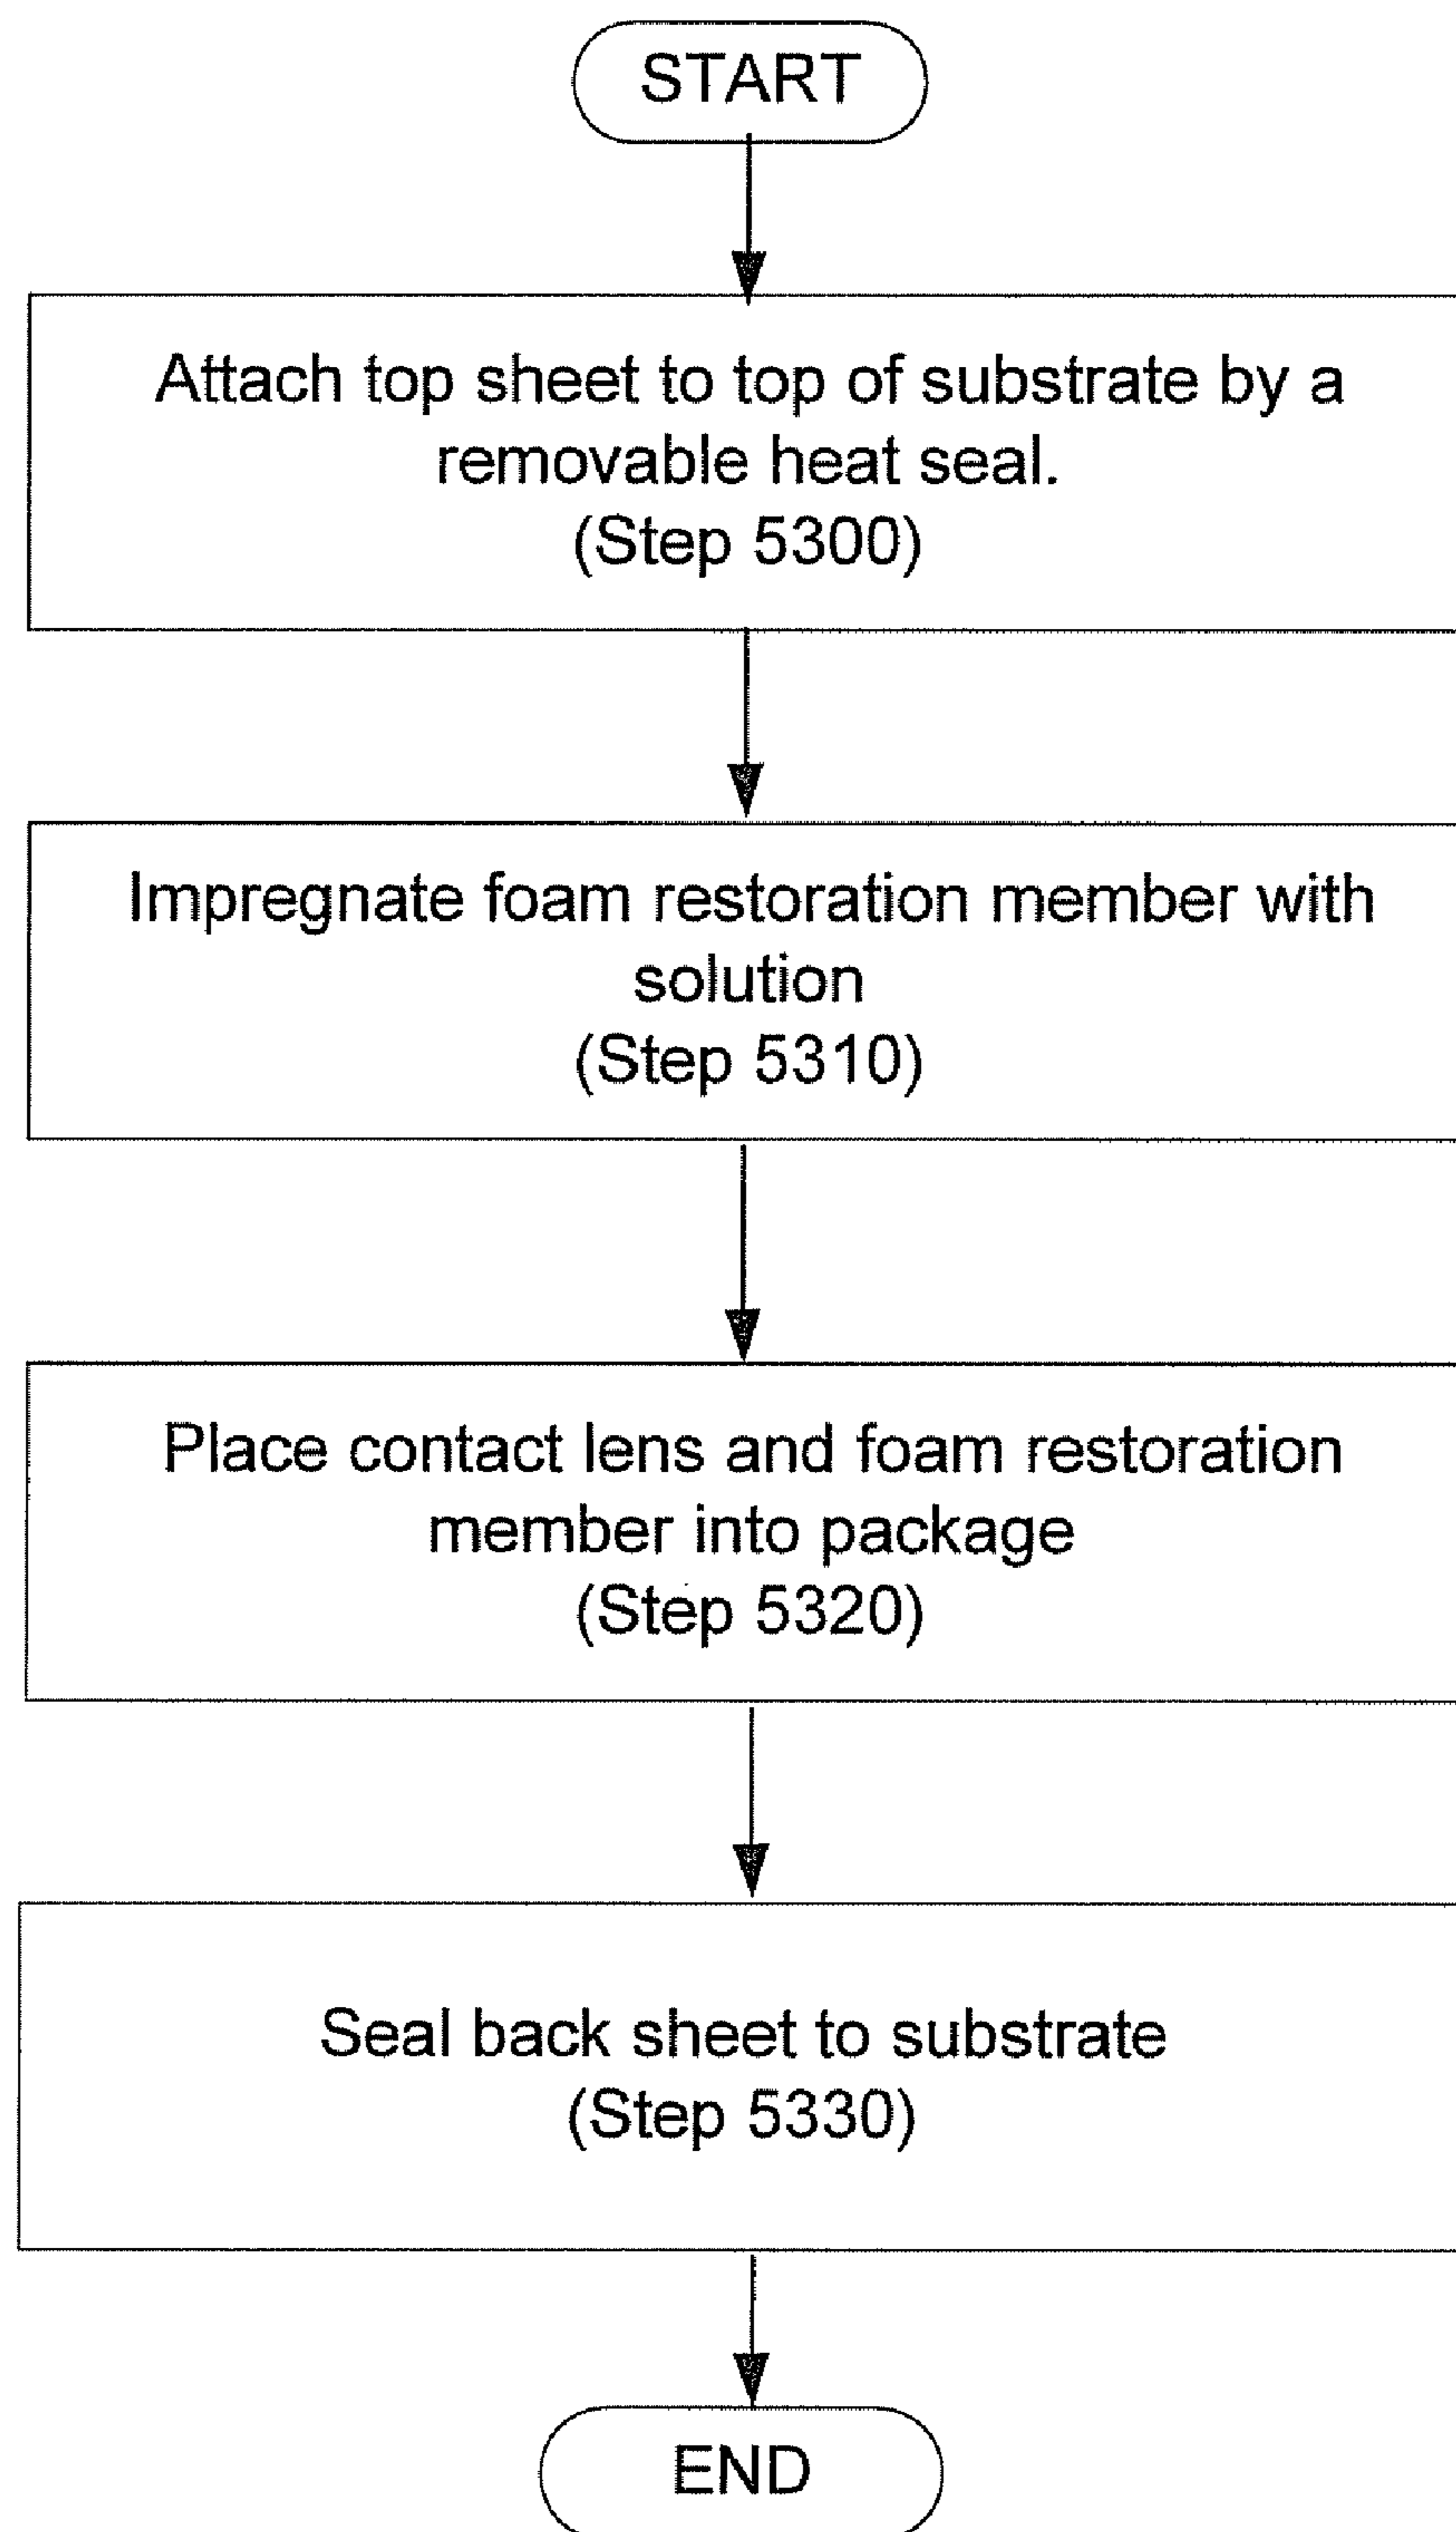 START
Attach top sheet to top of substrate by a
removable heat seal.
(Step 5300)
Impregnate foam restoration member with
solution
(Step 5310)
Place contact lens and foam restoration
member into package
(Step 5320)
Seal back sheet to substrate
(Step 5330)
END